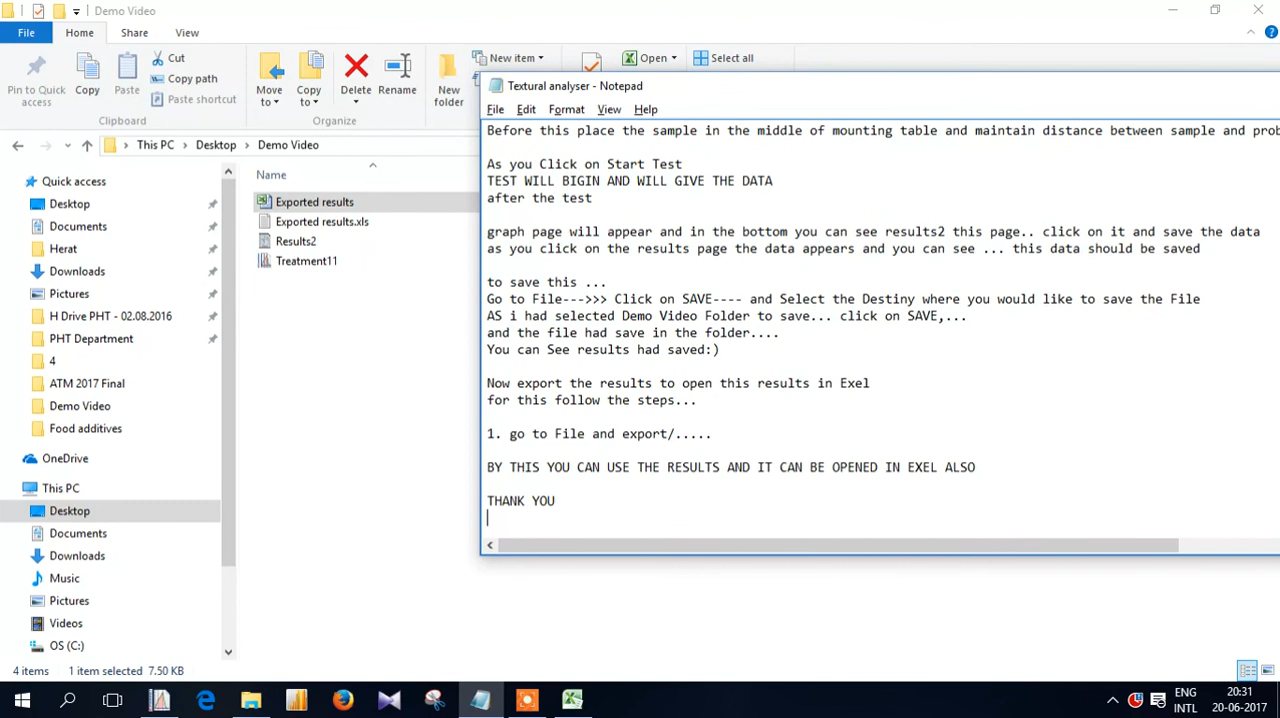 Demo Video
File Home Share View
Pin to Quick access
Copy
Paste
Cut
Copy path
Paste shortcut
Clipboard
Move to
Copy to
Delete
Rename
Organize
New folder
New item
Open
Select all
This PC > Desktop > Demo Video
Quick access
Desktop
Documents
Herat
Downloads
Pictures
H Drive PHT - 02.08.2016
PHT Department
4
ATM 2017 Final
Demo Video
Food additives
OneDrive
This PC
Desktop
Documents
Downloads
Music
Pictures
Videos
OS (C:)
Name
Exported results
Exported results.xls
Results2
Treatment11
Textural analyser - Notepad
File Edit Format View Help
Before this place the sample in the middle of mounting table and maintain distance between sample and prob
As you Click on Start Test
TEST WILL BIGIN AND WILL GIVE THE DATA
after the test
graph page will appear and in the bottom you can see results2 this page.. click on it and save the data
as you click on the results page the data appears and you can see ... this data should be saved
to save this ...
Go to File--->>> Click on SAVE---- and Select the Destiny where you would like to save the File
AS i had selected Demo Video Folder to save... click on SAVE,...
and the file had save in the folder....
You can See results had saved:)
Now export the results to open this results in Exel
for this follow the steps...
1. go to File and export/.....
BY THIS YOU CAN USE THE RESULTS AND IT CAN BE OPENED IN EXEL ALSO
THANK YOU
4 items 1 item selected 7.50 KB
ENG
INTL
20:31
20-06-2017